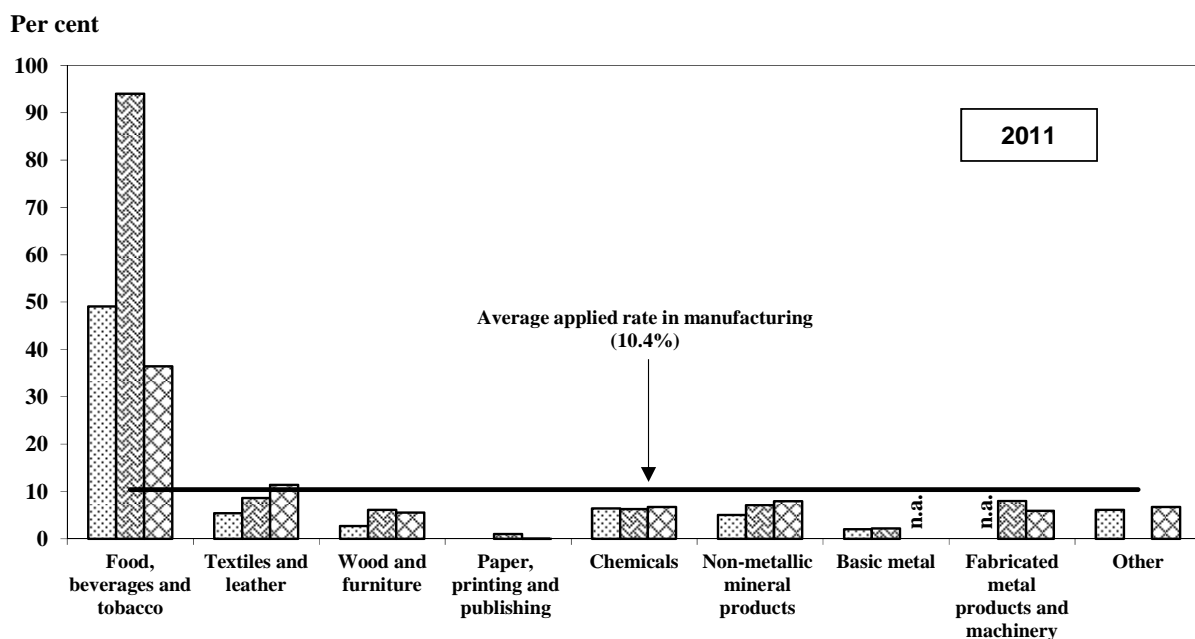 Per cent
100
90
80
70
60
50
40
30
20
10
0
2011
Average applied rate in manufacturing
(10.4%)
n.a.
n.a.
Food,
beverages and
tobacco
Textiles and
leather
Wood and
furniture
Paper,
printing and
publishing
Chemicals
Non-metallic
mineral
products
Basic metal
Fabricated
metal
products and
machinery
Other